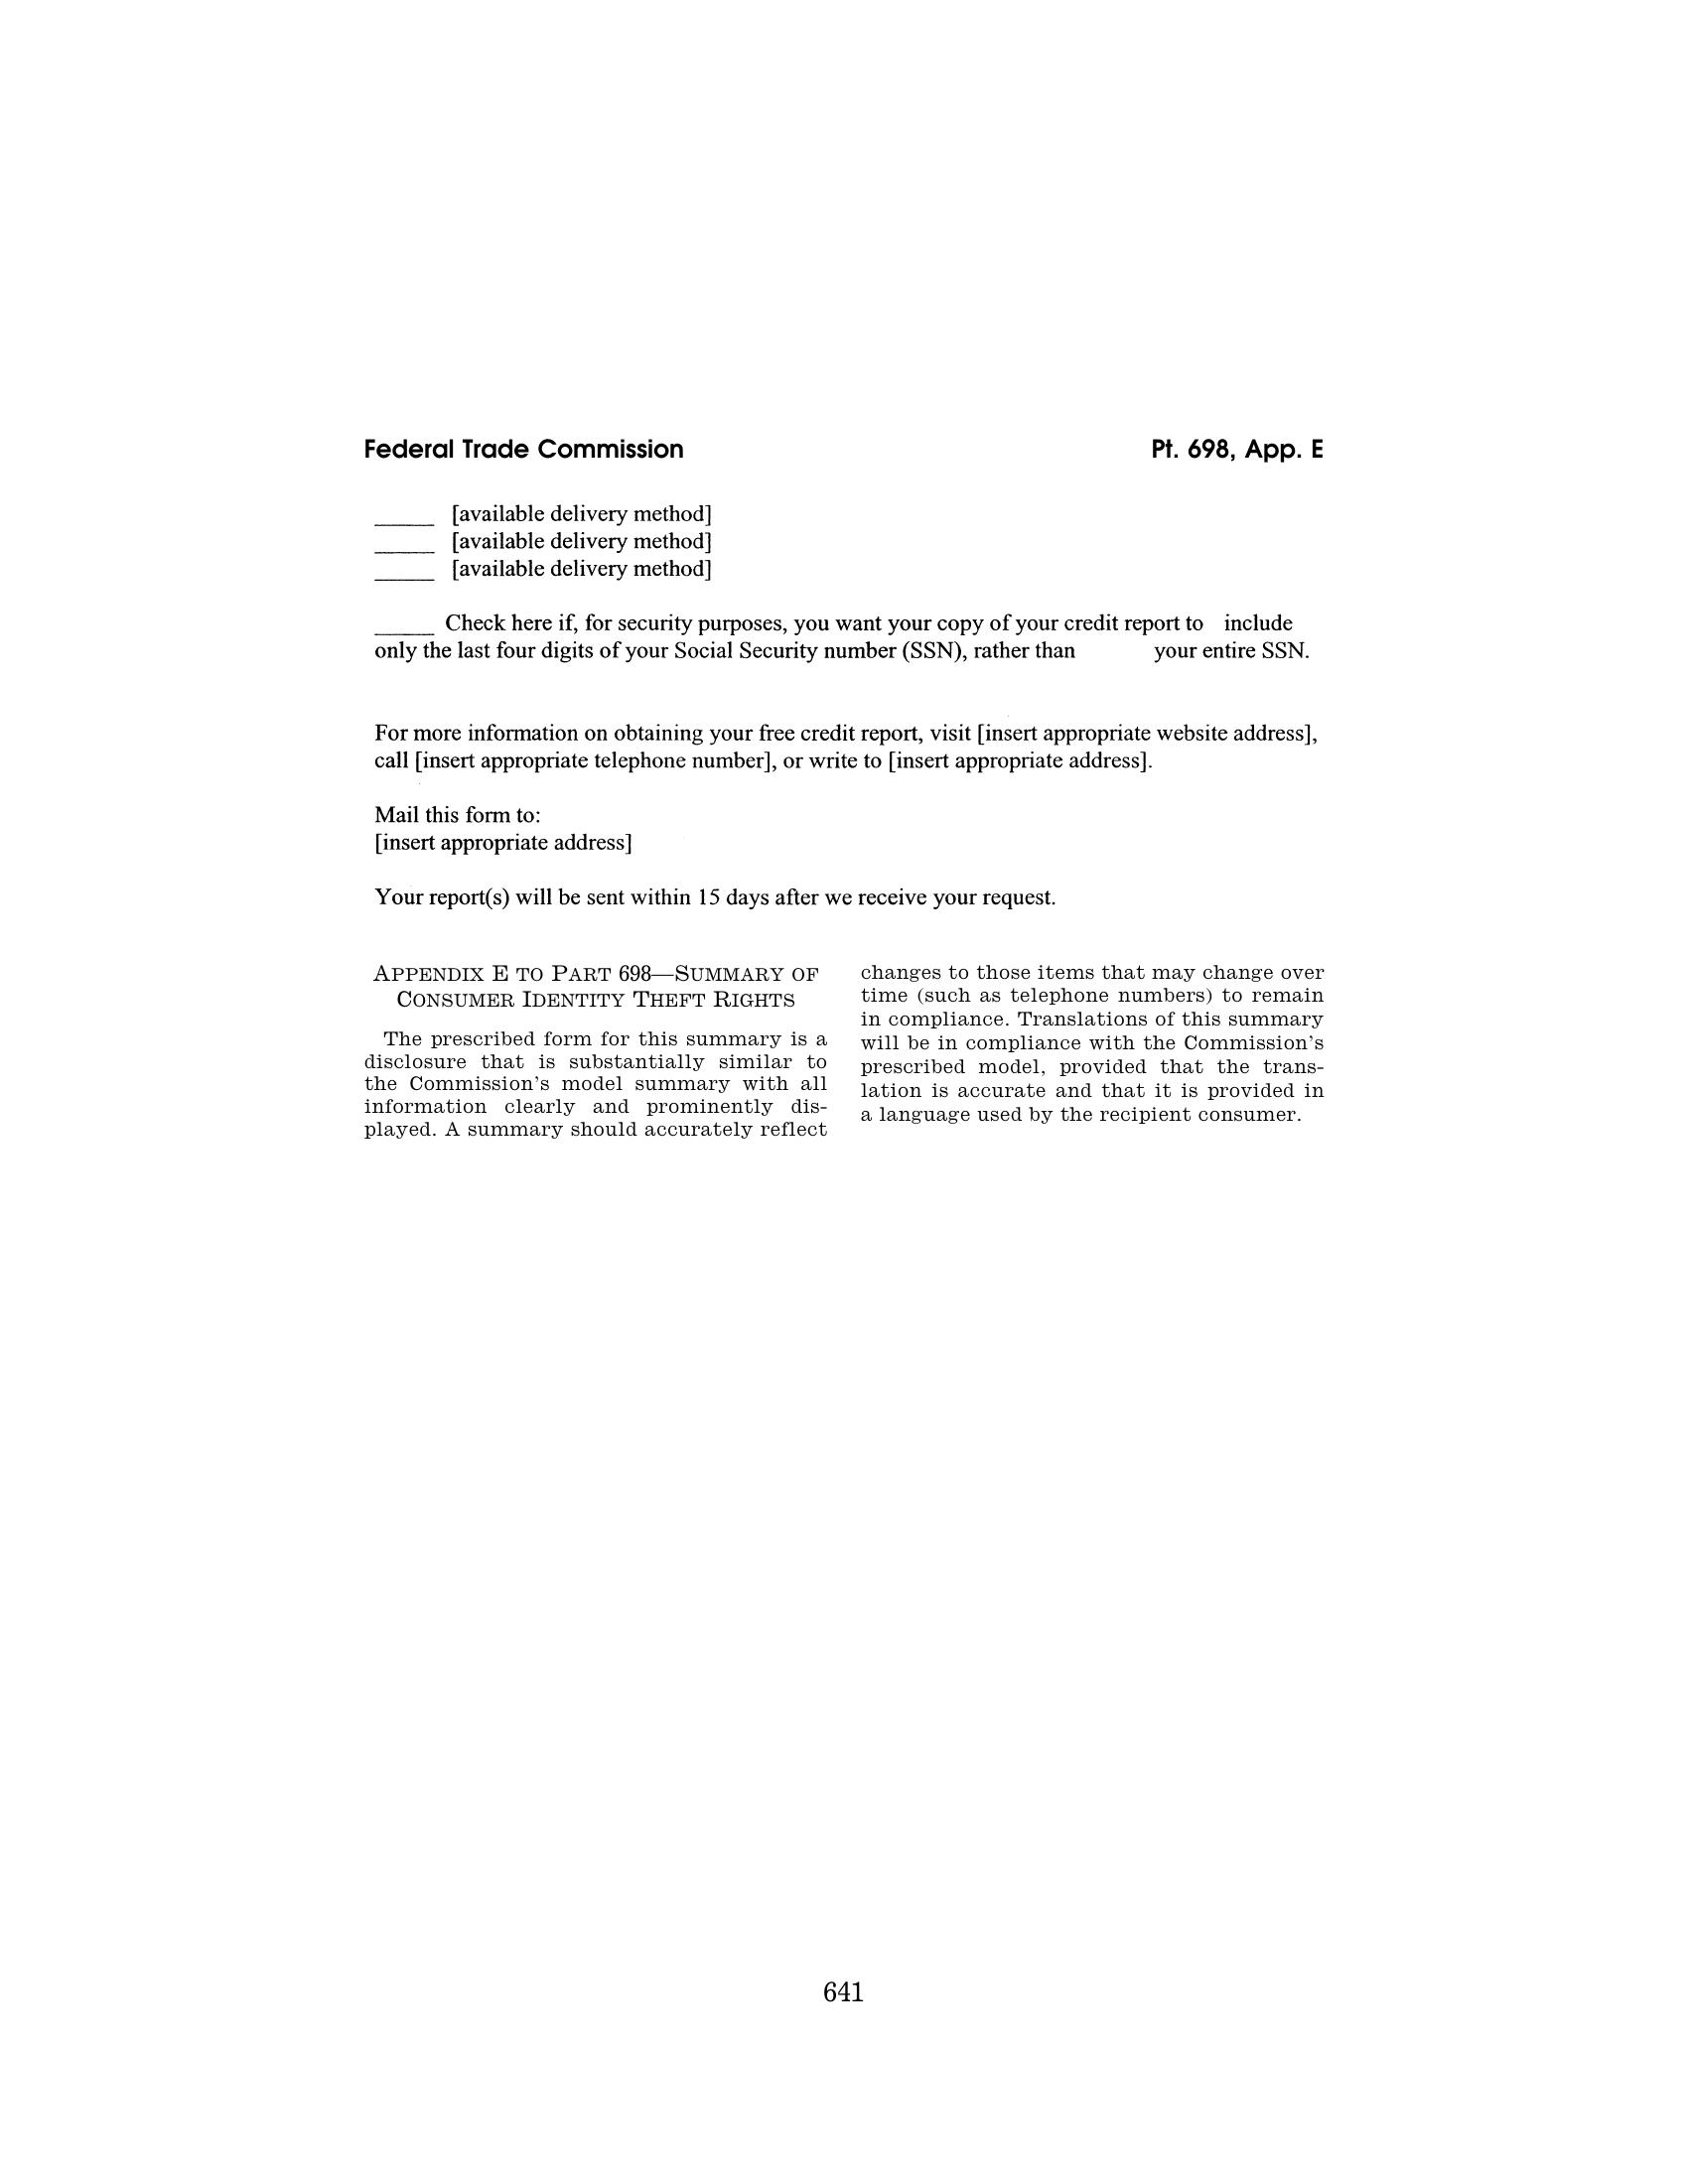 Federal Trade Commission Pt. 698, App. E
______ [available delivery method]
______ [available delivery method]
______ [available delivery method]
______ Check here if, for security purposes, you want your copy of your credit report to include
only the last four digits of your Social Security number (SSN), rather than your entire SSN.
For more information on obtaining your free credit report, visit [insert appropriate website address],
call [insert appropriate telephone number], or write to [insert appropriate address].
Mail this form to:
[insert appropriate address]
Your report(s) will be sent within 15 days after we receive your request.
APPENDIX E TO PART 698—SUMMARY OF
CONSUMER IDENTITY THEFT RIGHTS
The prescribed form for this summary is a
disclosure that is substantially similar to
the Commission's model summary with all
information clearly and prominently dis-
played. A summary should accurately reflect
changes to those items that may change over
time (such as telephone numbers) to remain
in compliance. Translations of this summary
will be in compliance with the Commission's
prescribed model, provided that the trans-
lation is accurate and that it is provided in
a language used by the recipient consumer.
641